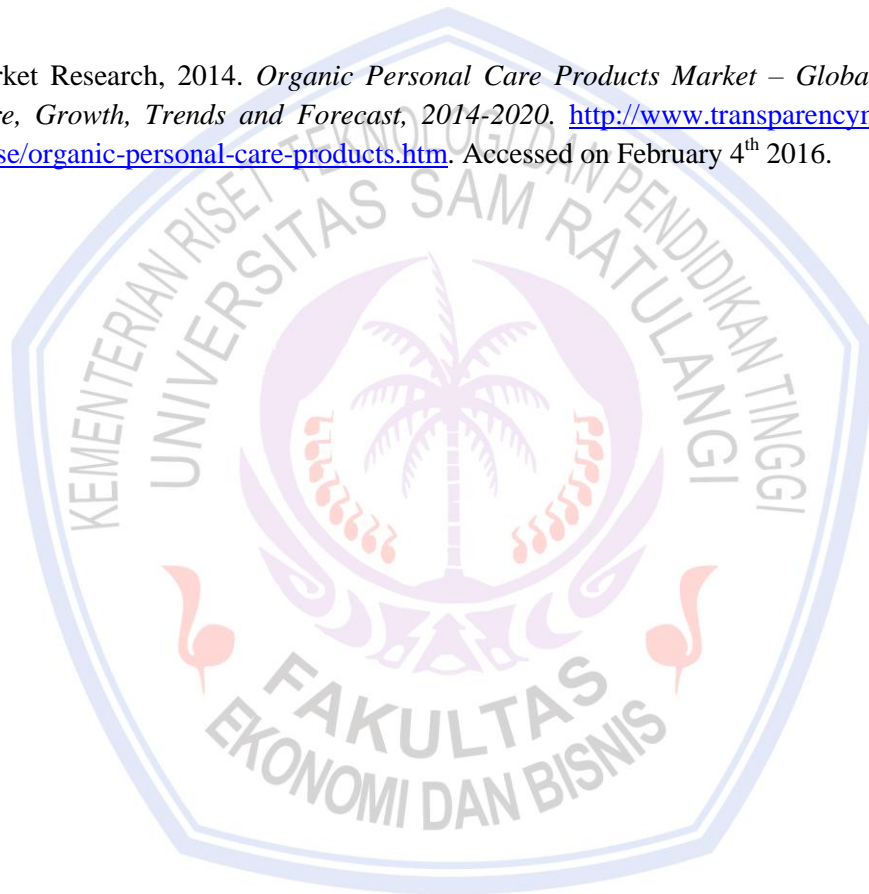 rket Research, 2014. Organic Personal Care Products Market – Globa
re, Growth, Trends and Forecast, 2014-2020. http://www.transparencyr
se/organic-personal-care-products.htm. Accessed on February 4th 2016.
KEMENTERIAN RISET TEKNOLOGI DAN PENDIDIKAN TINGGI
UNIVERSITAS SAM RATULANGI
FAKULTAS
EKONOMI DAN BISNIS